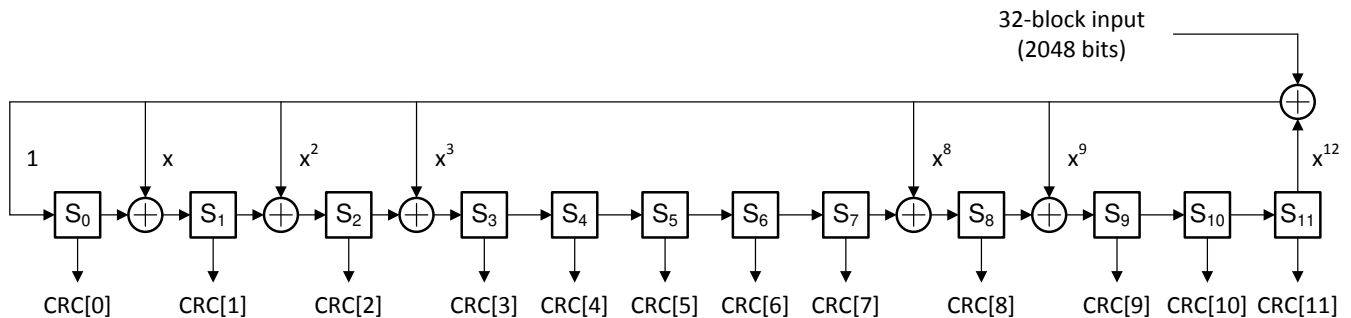 32-block input
(2048 bits)
1 x x² x³ x⁸ x⁹ x¹²
S₀ S₁ S₂ S₃ S₄ S₅ S₆ S₇ S₈ S₉ S₁₀ S₁₁
CRC[0] CRC[1] CRC[2] CRC[3] CRC[4] CRC[5] CRC[6] CRC[7] CRC[8] CRC[9] CRC[10] CRC[11]